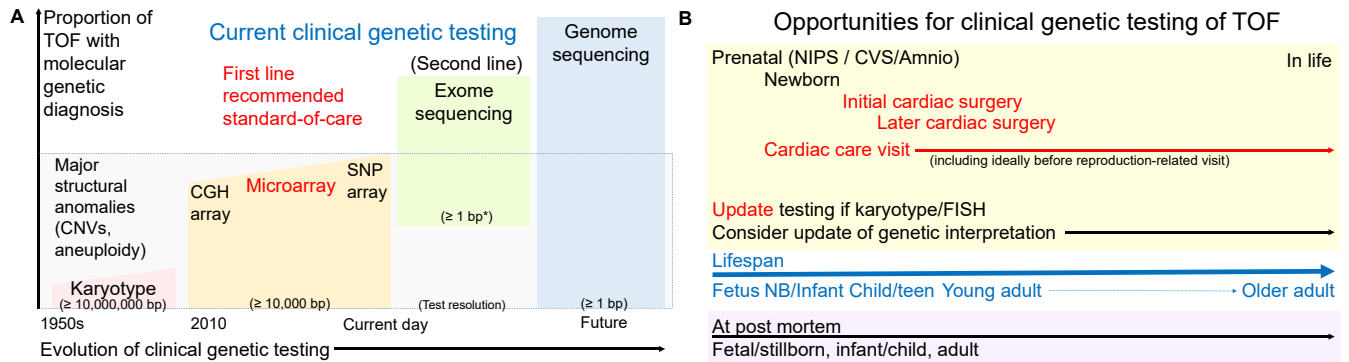 A
Proportion of
TOF with
molecular
genetic
diagnosis
Current clinical genetic testing
First line
recommended
standard-of-care
(Second line)
Exome
sequencing
Genome
sequencing
Major
structural
anomalies
(CNVs,
aneuploidy)
CGH
array
Microarray
SNP
array
(≥ 1 bp*)
Karyotype
(≥ 10,000,000 bp)
(≥ 10,000 bp)
(Test resolution)
(≥ 1 bp)
1950s
2010
Current day
Future
Evolution of clinical genetic testing
B
Opportunities for clinical genetic testing of TOF
Prenatal (NIPS / CVS/Amnio)
In life
Newborn
Initial cardiac surgery
Later cardiac surgery
Cardiac care visit
(including ideally before reproduction-related visit)
Update testing if karyotype/FISH
Consider update of genetic interpretation
Lifespan
Fetus NB/Infant Child/teen Young adult
Older adult
At post mortem
Fetal/stillborn, infant/child, adult